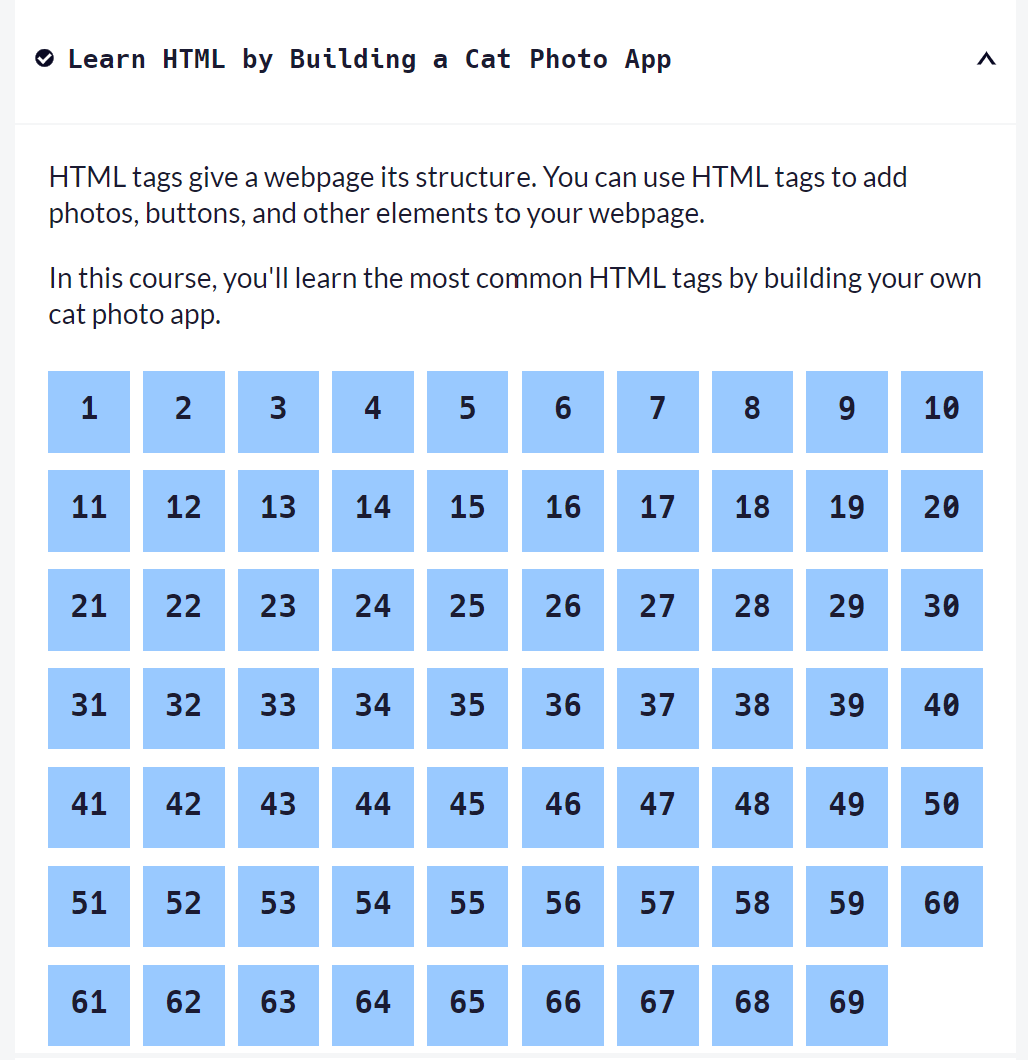 Learn HTML by Building a Cat Photo App
HTML tags give a webpage its structure. You can use HTML tags to add
photos, buttons, and other elements to your webpage.
In this course, you'll learn the most common HTML tags by building your own
cat photo app.
1 2 3 4 5 6 7 8 9 10
11 12 13 14 15 16 17 18 19 20
21 22 23 24 25 26 27 28 29 30
31 32 33 34 35 36 37 38 39 40
41 42 43 44 45 46 47 48 49 50
51 52 53 54 55 56 57 58 59 60
61 62 63 64 65 66 67 68 69